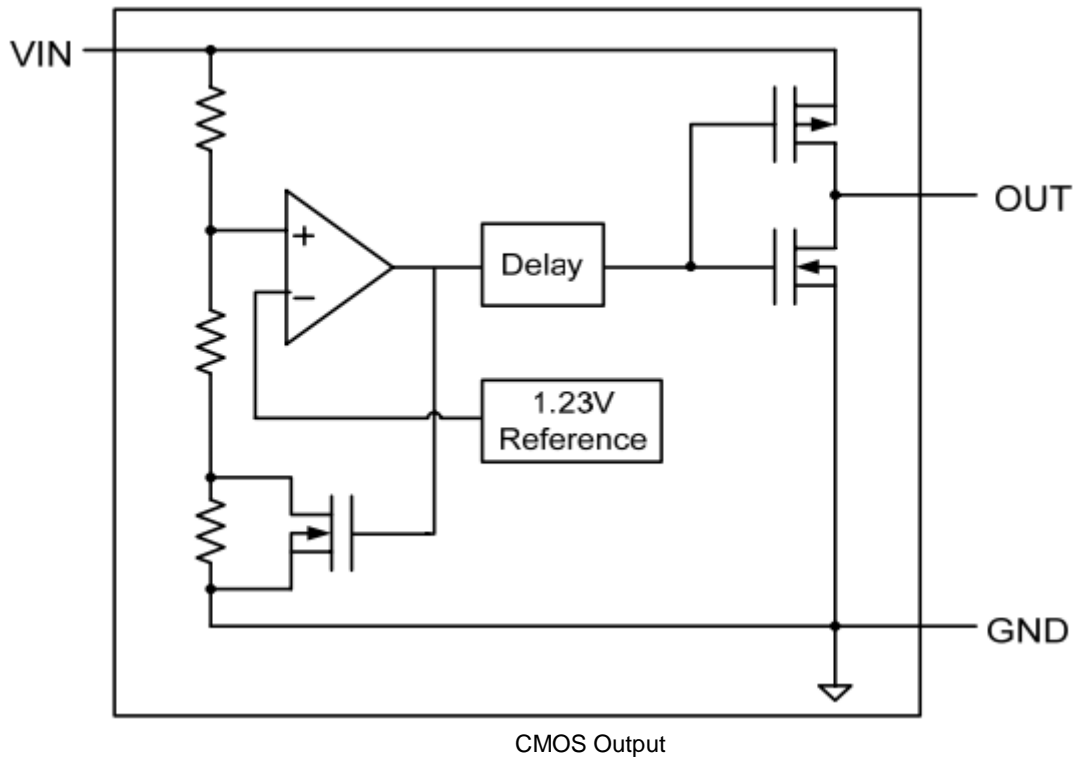 VIN
+
−
Delay
OUT
1.23V
Reference
GND
CMOS Output